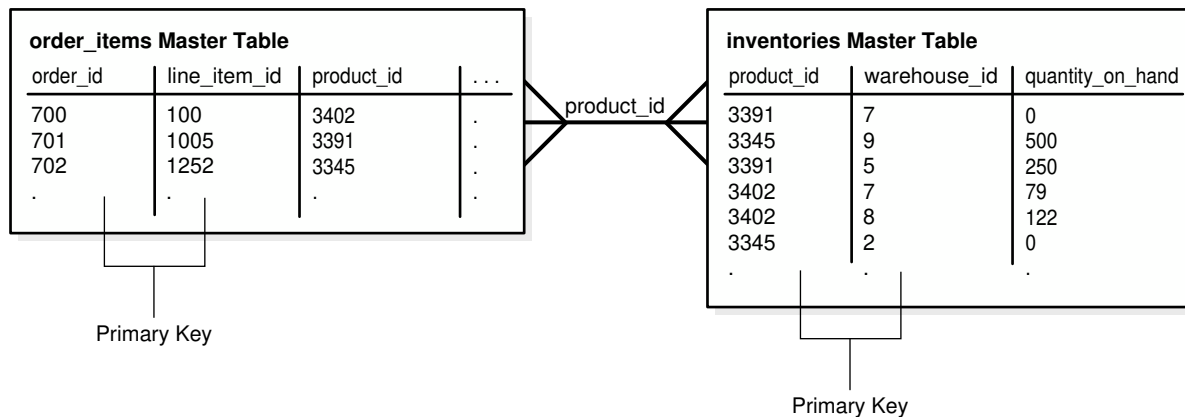 order_items Master Table
order_id line_item_id product_id . . .
700 100 3402 .
701 1005 3391 .
702 1252 3345 .
. . . .
Primary Key
product_id
inventories Master Table
product_id warehouse_id quantity_on_hand
3391 7 0
3345 9 500
3391 5 250
3402 7 79
3402 8 122
3345 2 0
. . .
Primary Key